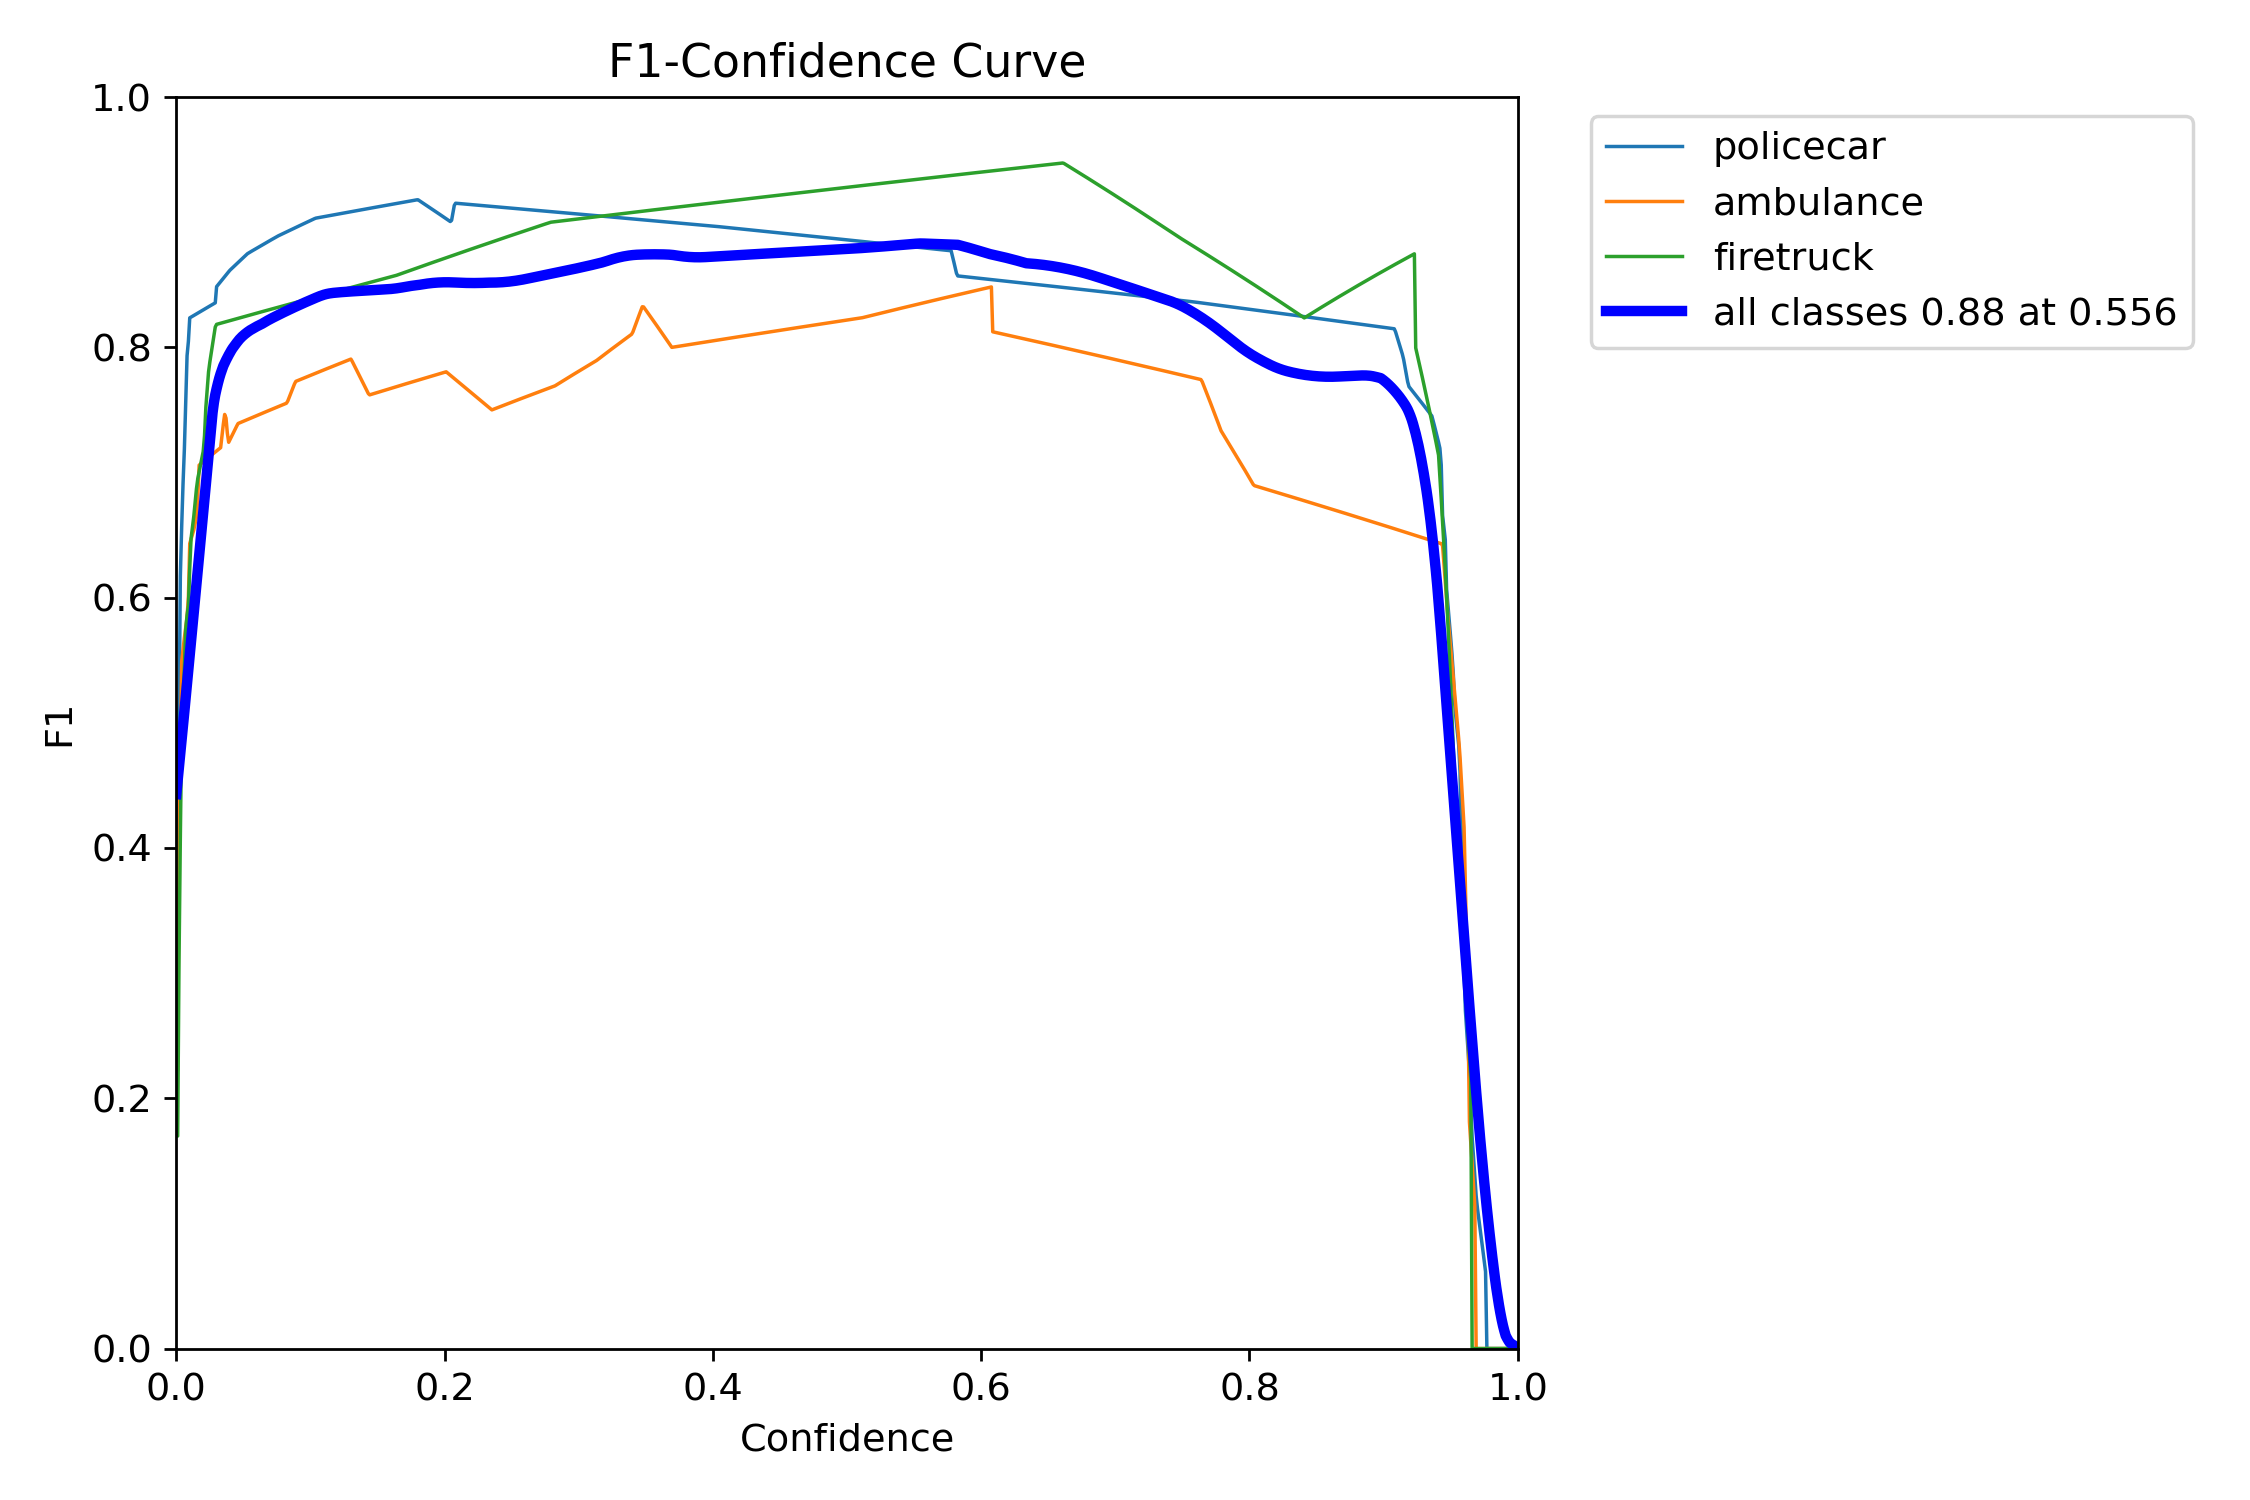 F1-Confidence Curve
1.0
0.8
0.6
0.4
0.2
0.0
F1
0.0 0.2 0.4 0.6 0.8 1.0
Confidence
policecar
ambulance
firetruck
all classes 0.88 at 0.556